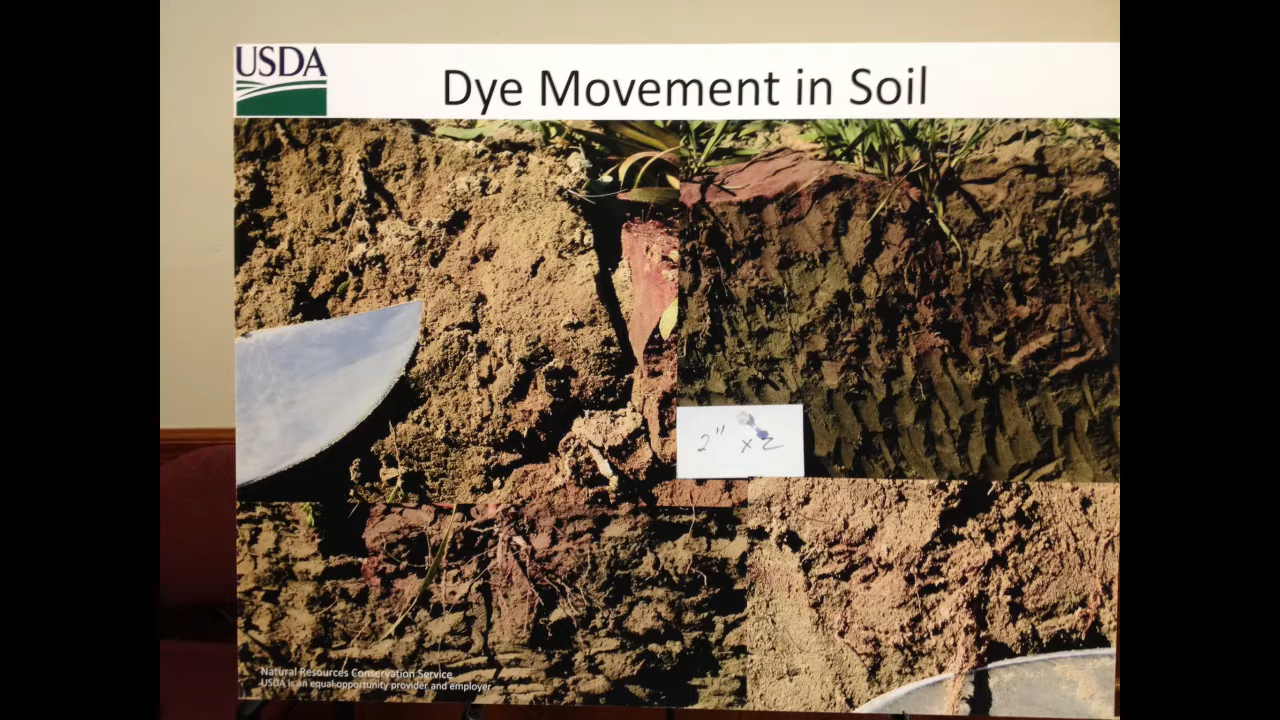 USDA
Dye Movement in Soil
2" x 2
Natural Resources Conservation Service
USDA is an equal opportunity provider and employer